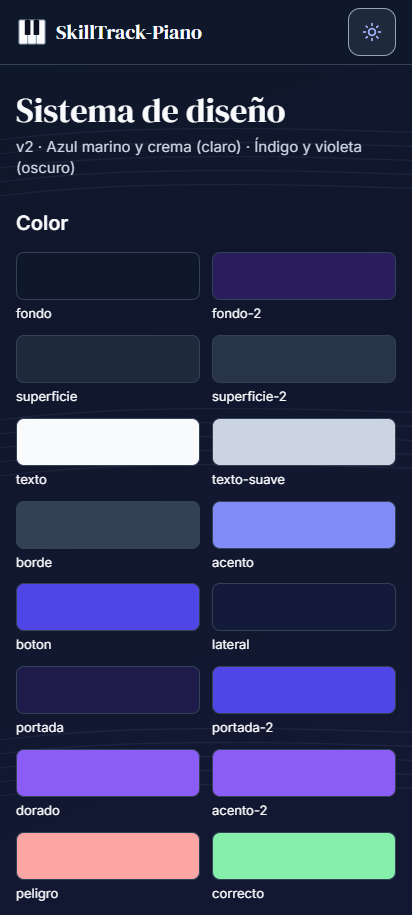 SkillTrack-Piano
Sistema de diseño
v2 · Azul marino y crema (claro) · Índigo y violeta
(oscuro)
Color
fondo
fondo-2
superficie
superficie-2
texto
texto-suave
borde
acento
boton
lateral
portada
portada-2
dorado
acento-2
peligro
correcto